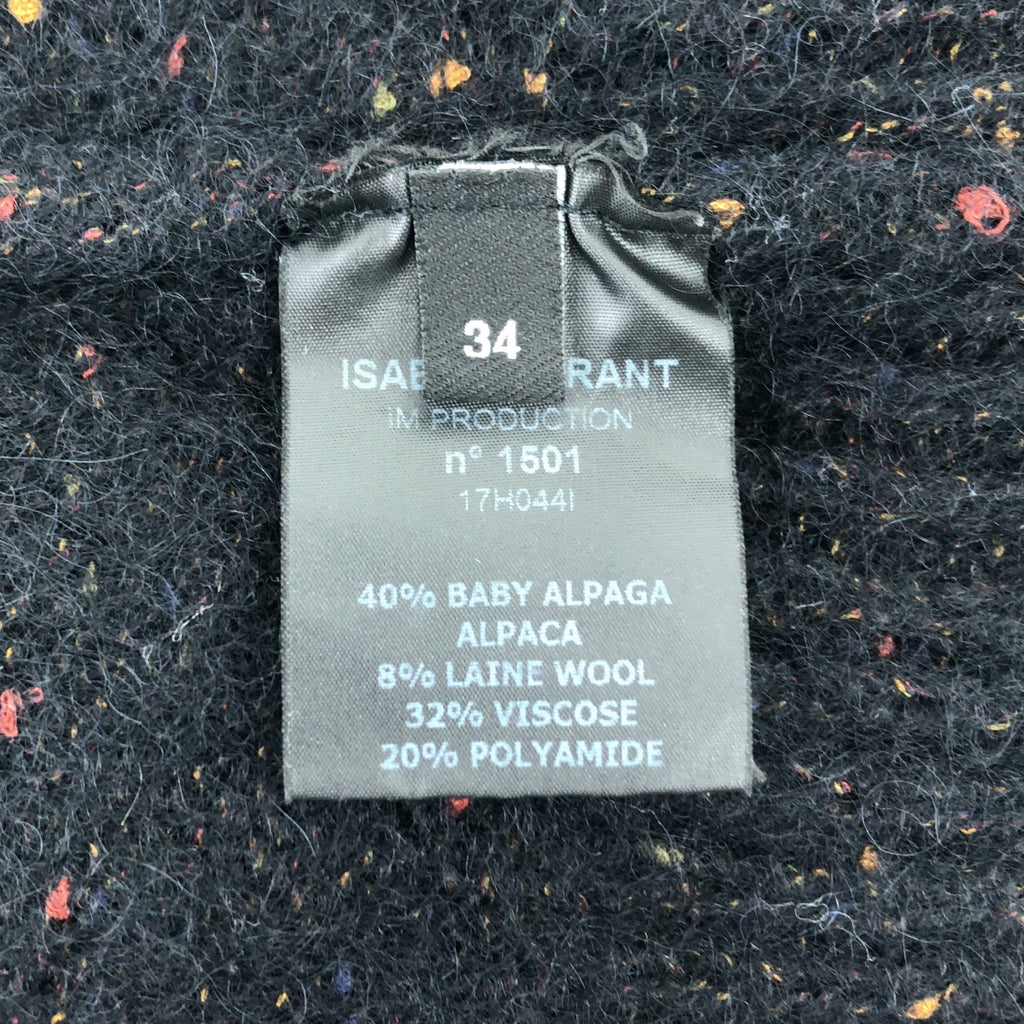 34
ISAB RANT
iM PRODUCTION
n° 1501
17H044I
40% BABY ALPAGA
ALPACA
8% LAINE WOOL
32% VISCOSE
20% POLYAMIDE